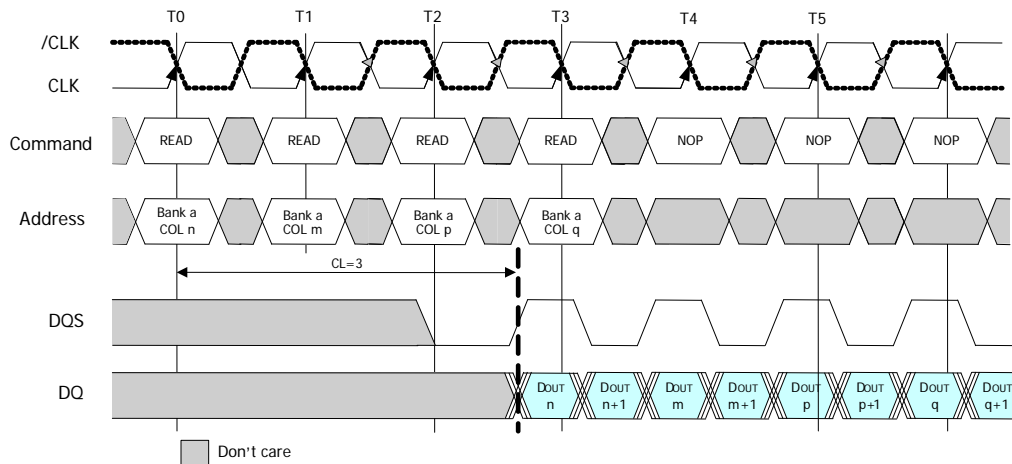 T0 T1 T2 T3 T4 T5
/CLK
CLK
Command READ READ READ READ NOP NOP NOP
Address Bank a COL n Bank a COL m Bank a COL p Bank a COL q
CL=3
DQS
DQ DOUT n DOUT n+1 DOUT m DOUT m+1 DOUT p DOUT p+1 DOUT q DOUT q+1
Don't care